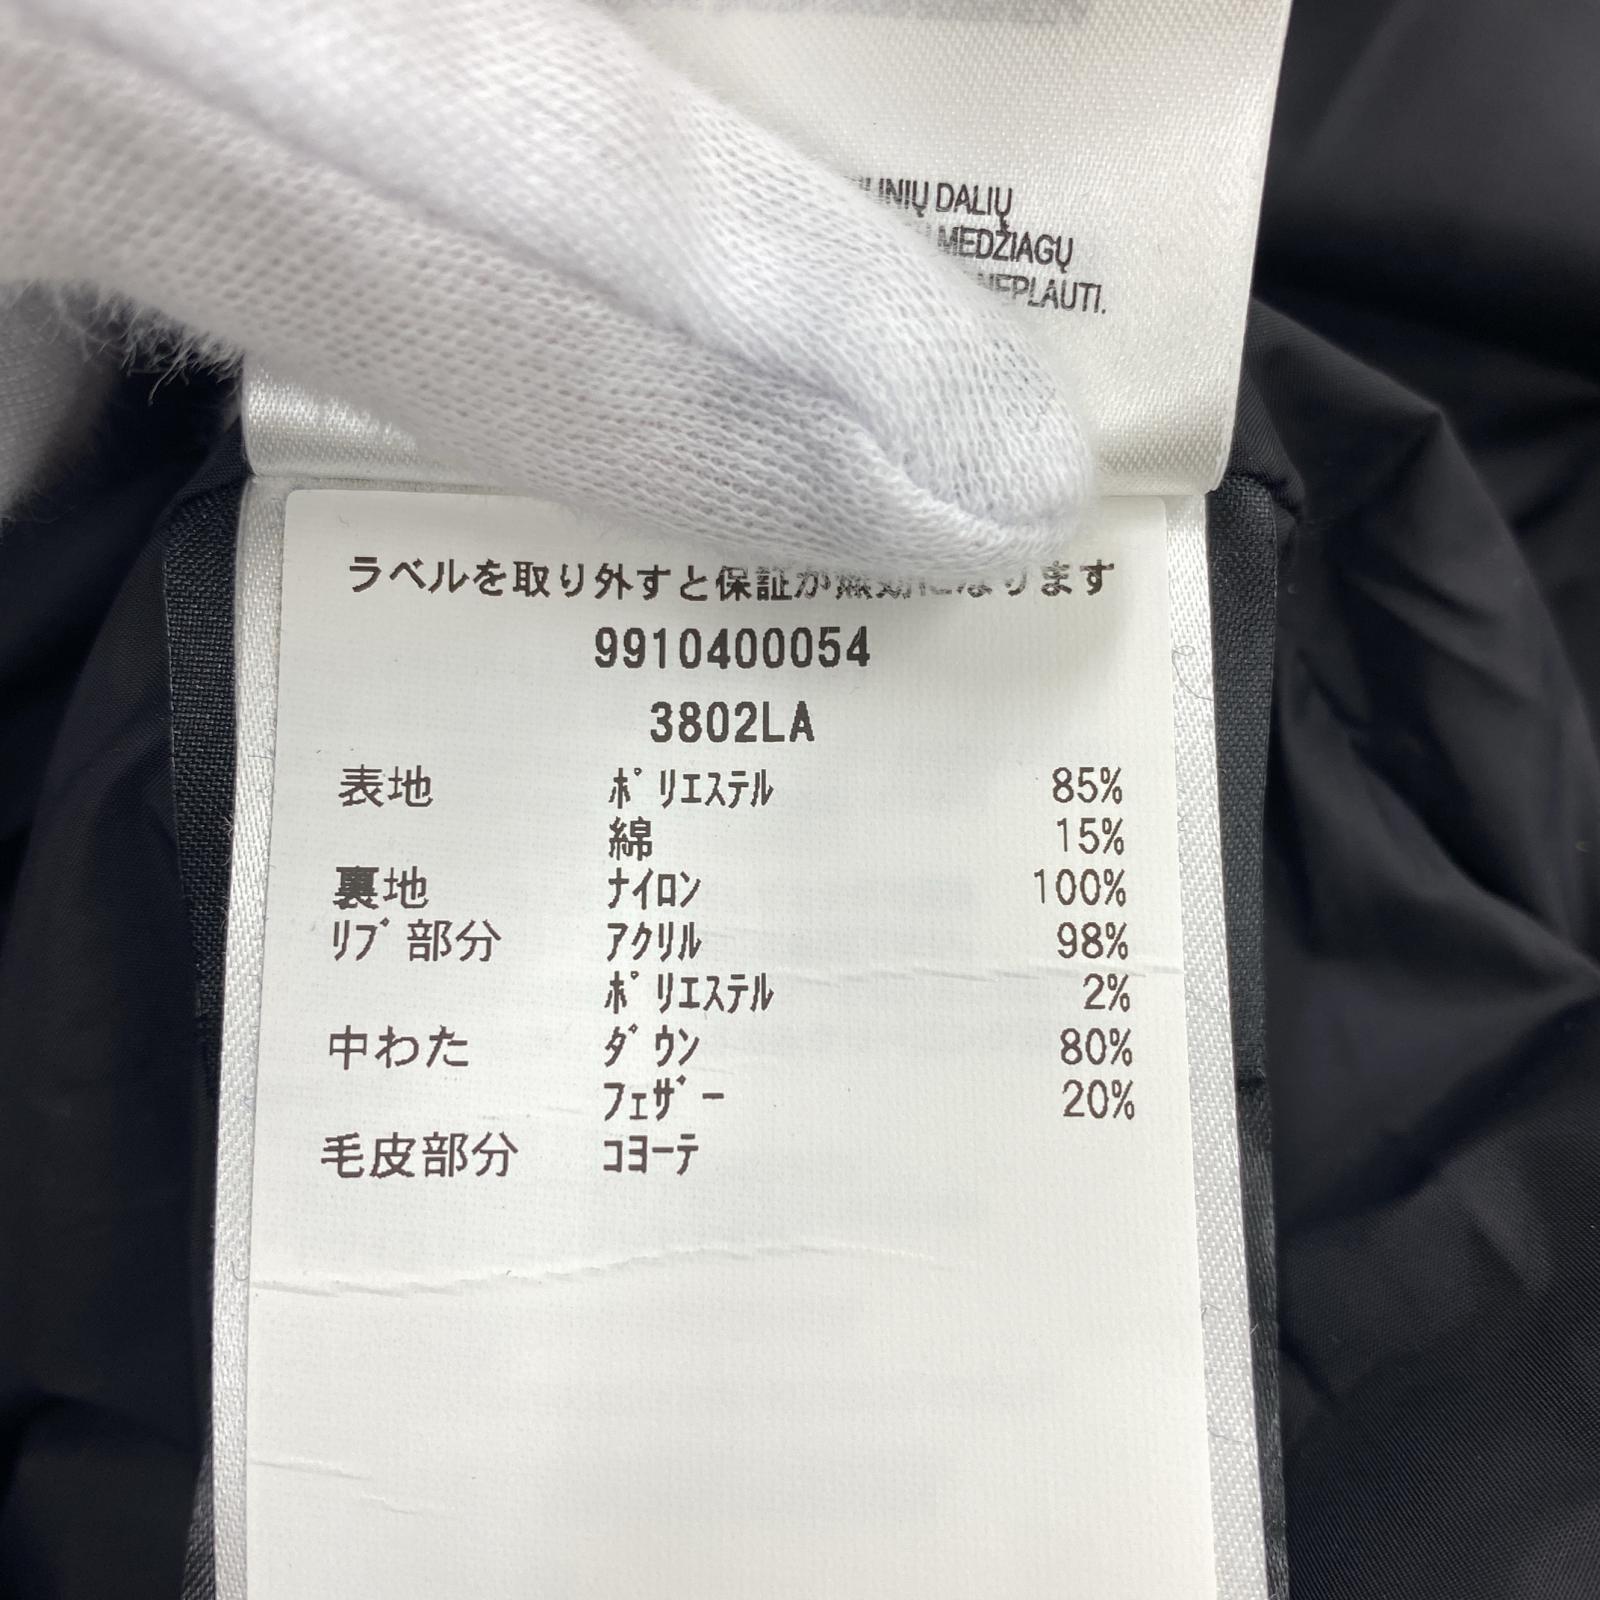 DALIŲ
MEDŽIAGŲ
NEPLAUTI.
ラベルを取り外すと保証が無効になります
9910400054
3802LA
表地 ﾎﾟﾘｴｽﾃﾙ 85%
綿 15%
裏地 ﾅｲﾛﾝ 100%
ﾘﾌﾞ部分 ｱｸﾘﾙ 98%
ﾎﾟﾘｴｽﾃﾙ 2%
中わた ﾀﾞｳﾝ 80%
ﾌｪｻﾞｰ 20%
毛皮部分 ｺﾖｰﾃ